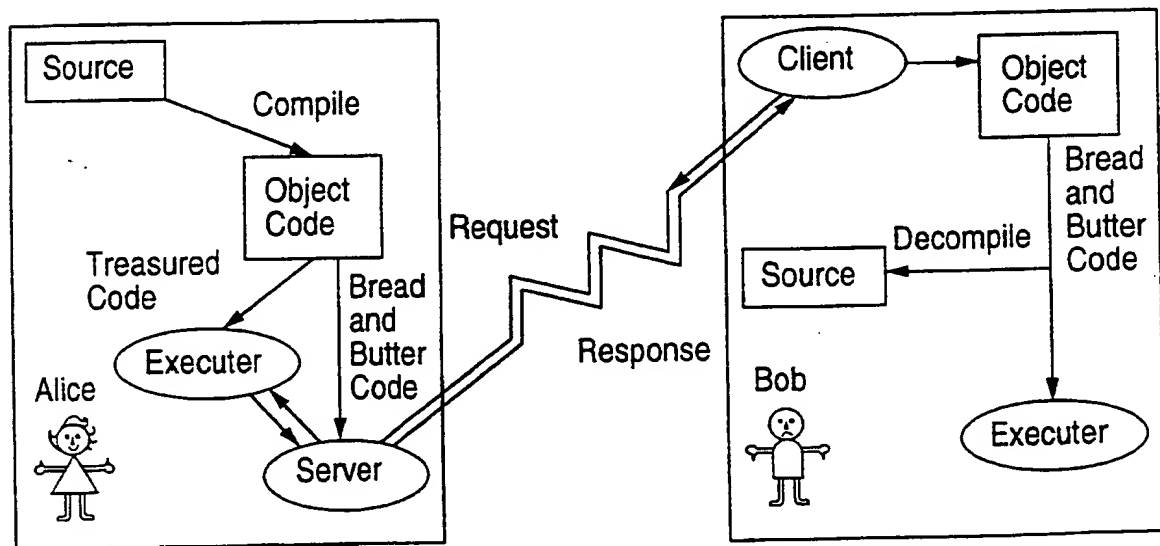 Source
Compile
Object
Code
Treasured
Code
Bread
and
Butter
Code
Executer
Alice
Server
Request
Response
Client
Object
Code
Bread
and
Butter
Code
Decompile
Source
Bob
Executer